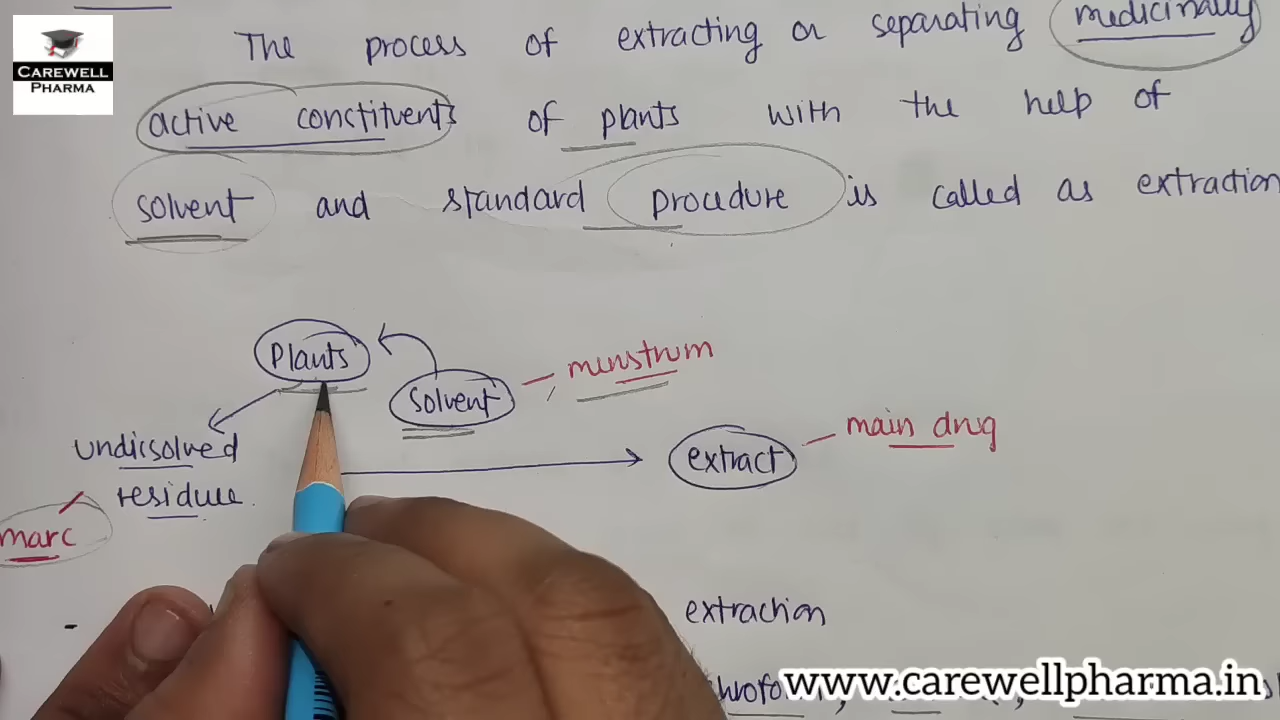 CAREWELL
PHARMA
The process of extracting or separating medicinally
active constituents of plants with the help of
solvent and standard procedure is called as extraction
Plants
solvent – menstrum
undissolved
residue
marc
extract – main drug
- extraction
www.carewellpharma.in